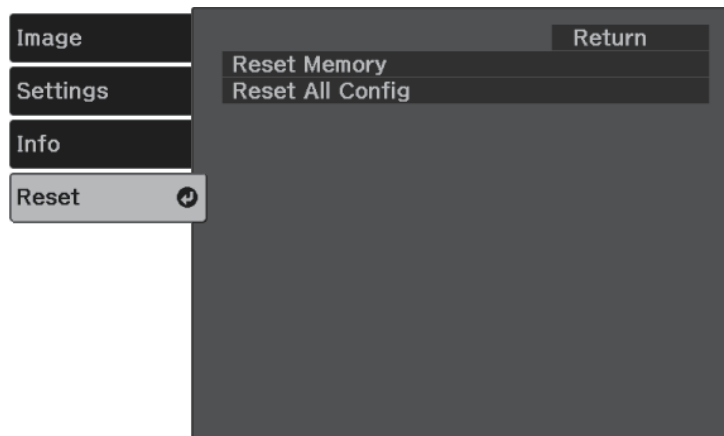 Image
Settings
Info
Reset
Return
Reset Memory
Reset All Config